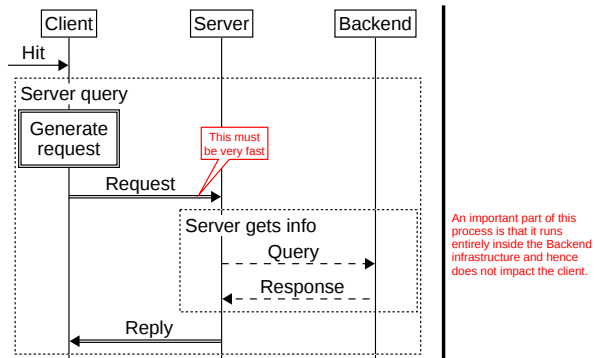 Client
Server
Backend
Hit
Server query
Generate
request
This must
be very fast
Request
Server gets info
Query
Response
Reply
An important part of this
process is that it runs
entirely inside the Backend
infrastructure and hence
does not impact the client.